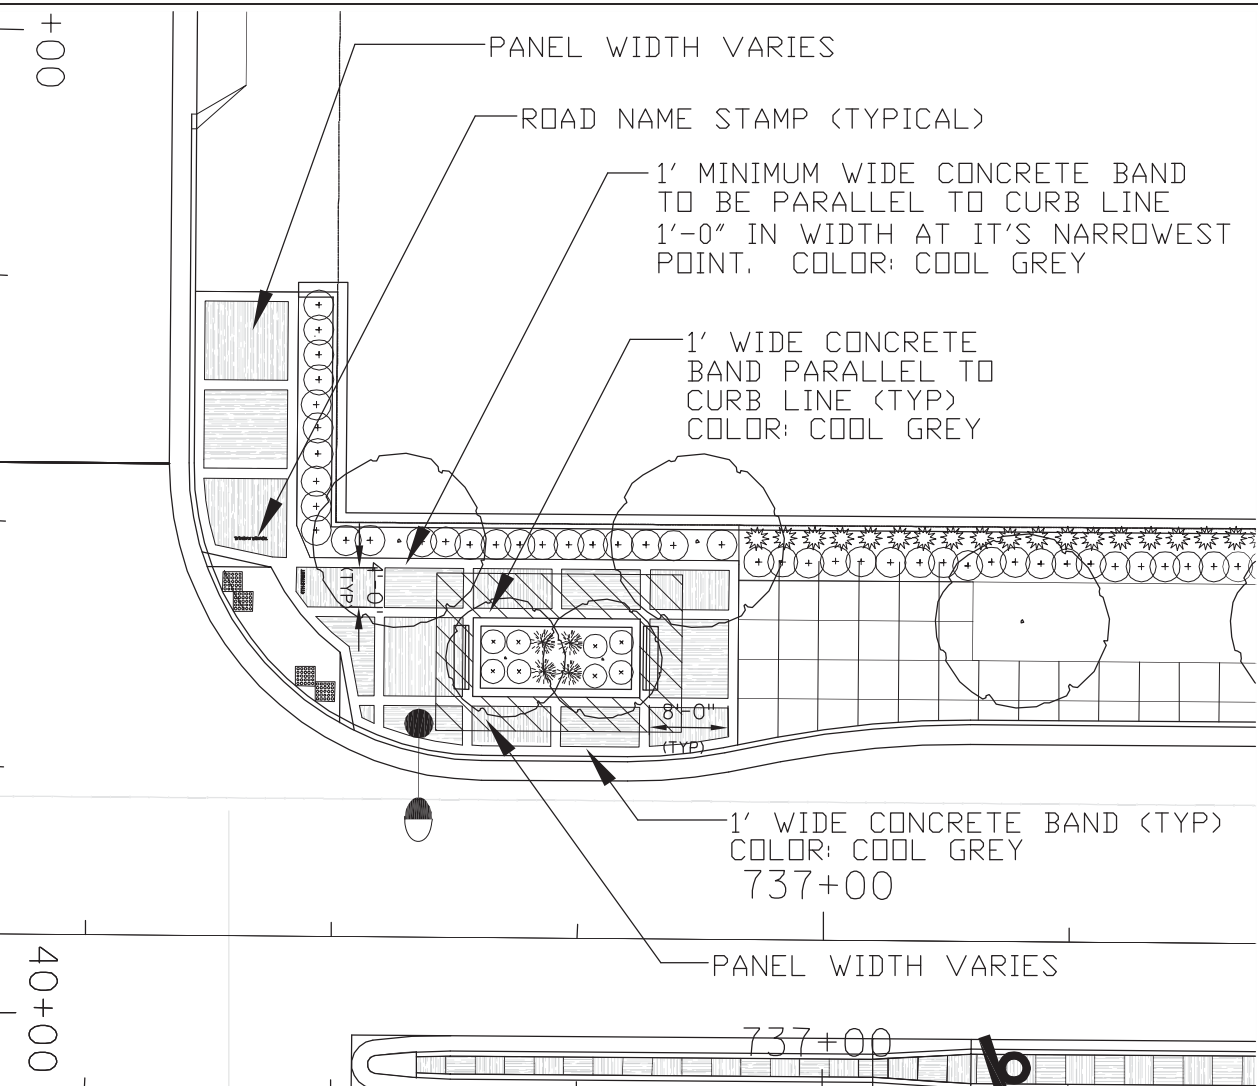 +00
PANEL WIDTH VARIES
ROAD NAME STAMP (TYPICAL)
1' MINIMUM WIDE CONCRETE BAND
TO BE PARALLEL TO CURB LINE
1'-0" IN WIDTH AT IT'S NARROWEST
POINT. COLOR: COOL GREY
1' WIDE CONCRETE
BAND PARALLEL TO
CURB LINE (TYP)
COLOR: COOL GREY
4'-0"
(TYP)
8'-0"
(TYP)
1' WIDE CONCRETE BAND (TYP)
COLOR: COOL GREY
737+00
PANEL WIDTH VARIES
40+00
737+00